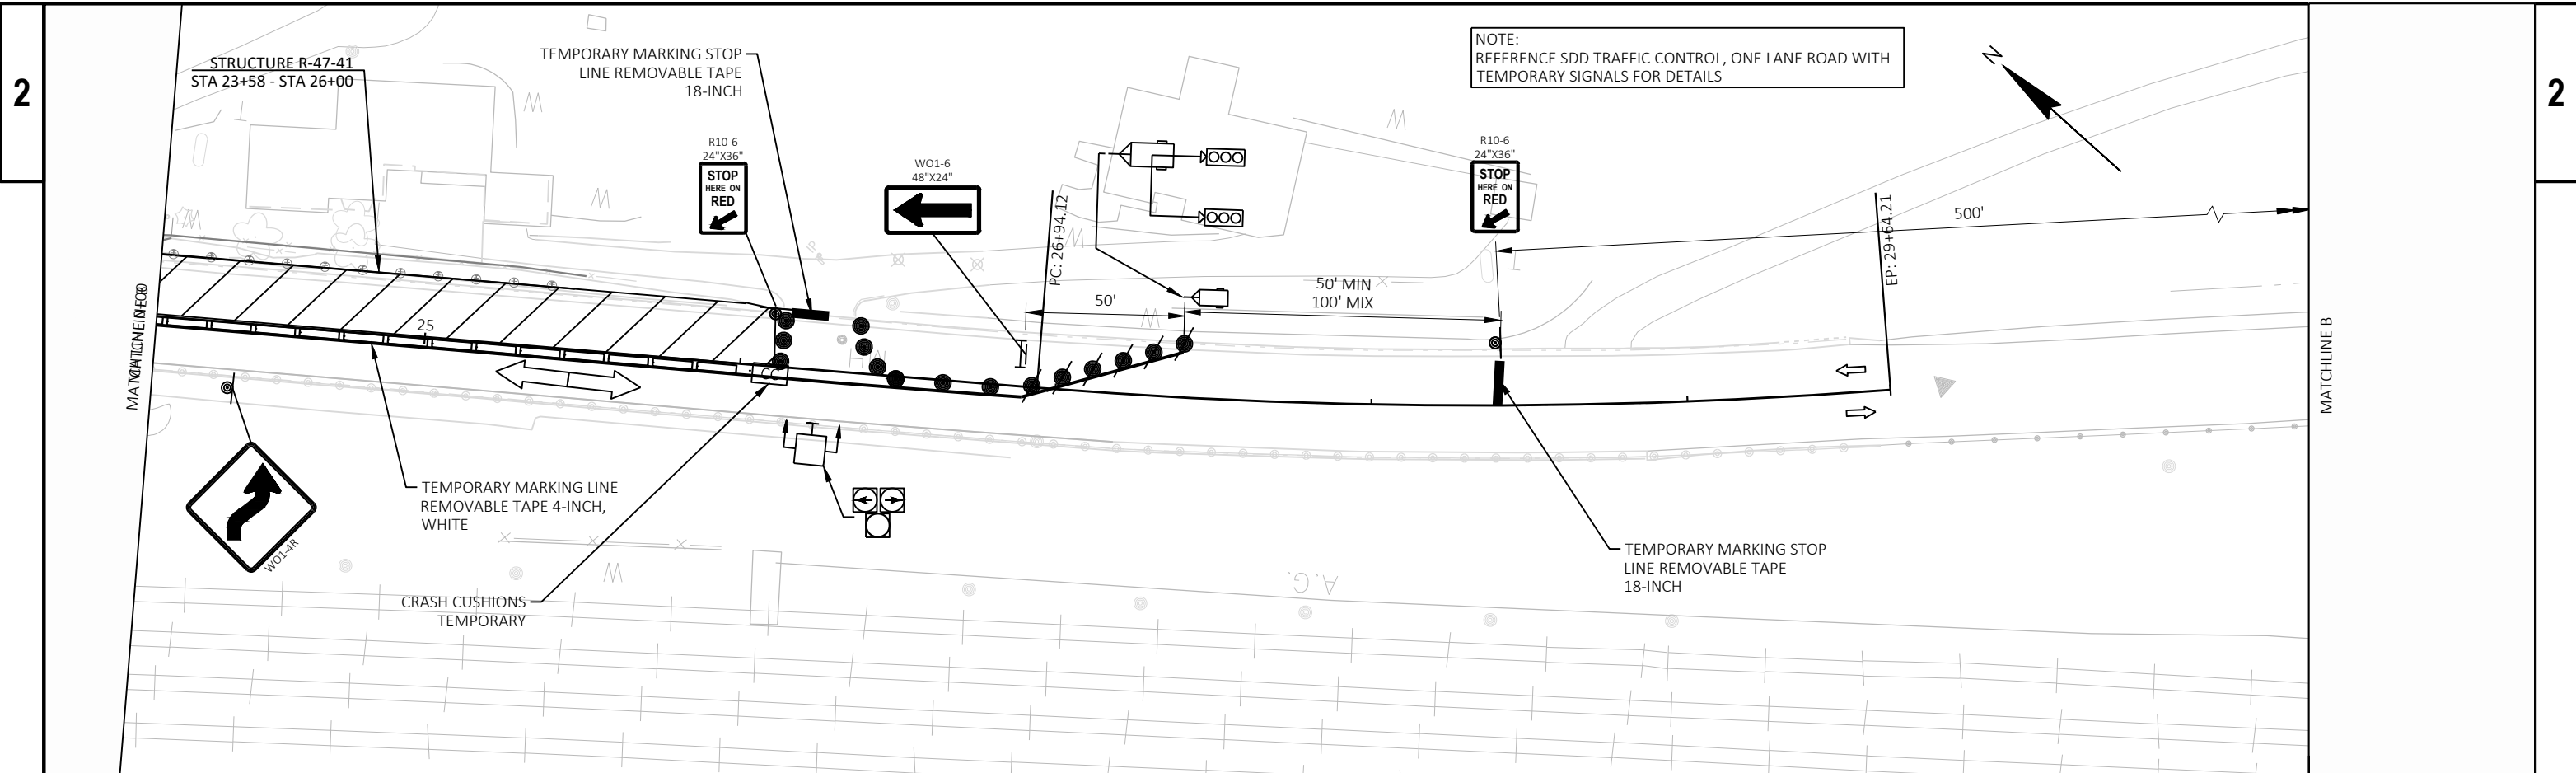 2
STRUCTURE R-47-41
STA 23+58 - STA 26+00
TEMPORARY MARKING STOP
LINE REMOVABLE TAPE
18-INCH
R10-6
24"X36"
STOP
HERE ON
RED
WO1-6
48"X24"
PC: 26+94.12
50'
50' MIN
100' MIX
R10-6
24"X36"
STOP
HERE ON
RED
NOTE:
REFERENCE SDD TRAFFIC CONTROL, ONE LANE ROAD WITH
TEMPORARY SIGNALS FOR DETAILS
N
500'
EP: 29+64.21
2
MATCHLINE B
25
CC
WO1-4R
TEMPORARY MARKING LINE
REMOVABLE TAPE 4-INCH,
WHITE
CRASH CUSHIONS
TEMPORARY
TEMPORARY MARKING STOP
LINE REMOVABLE TAPE
18-INCH
A.G.